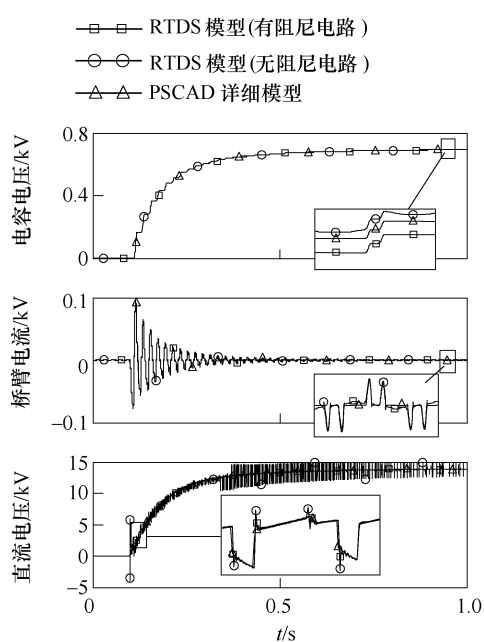 RTDS 模型(有阻尼电路)
RTDS 模型(无阻尼电路)
PSCAD 详细模型
电容电压/kV
0.8
0.4
0
桥臂电流/kV
0.1
0
−0.1
直流电压/kV
15
10
5
0
−5
0
0.5
1.0
t/s